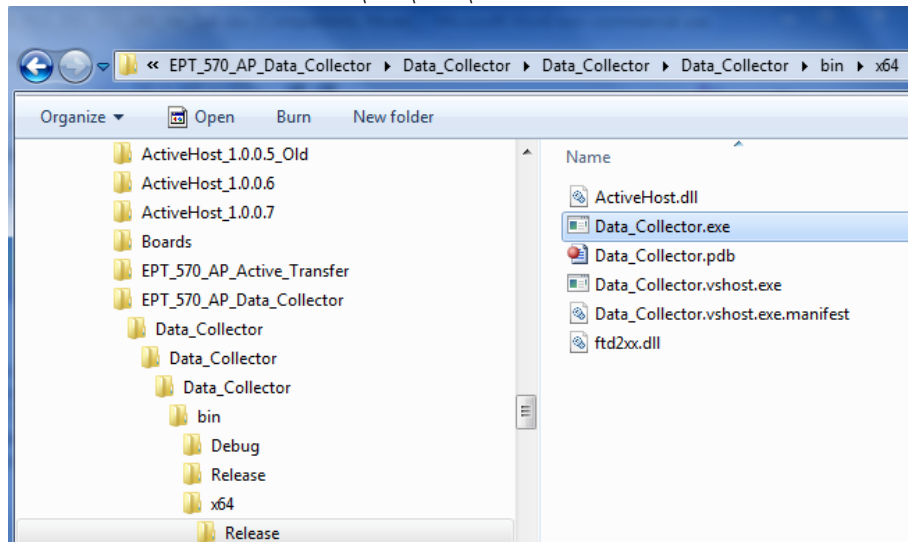 « EPT_570_AP_Data_Collector ▸ Data_Collector ▸ Data_Collector ▸ Data_Collector ▸ bin ▸ x64
Organize Open Burn New folder
ActiveHost_1.0.0.5_Old
ActiveHost_1.0.0.6
ActiveHost_1.0.0.7
Boards
EPT_570_AP_Active_Transfer
EPT_570_AP_Data_Collector
Data_Collector
Data_Collector
Data_Collector
bin
Debug
Release
x64
Release
Name
ActiveHost.dll
Data_Collector.exe
Data_Collector.pdb
Data_Collector.vshost.exe
Data_Collector.vshost.exe.manifest
ftd2xx.dll